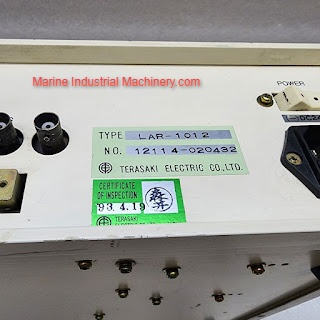 Marine Industrial Machinery.com
POWER
TYPE LAR-1012
NO. 12114-020432
TERASAKI ELECTRIC CO.,LTD.
CERTIFICATE
OF INSPECTION
93.4.19
TERASAKI